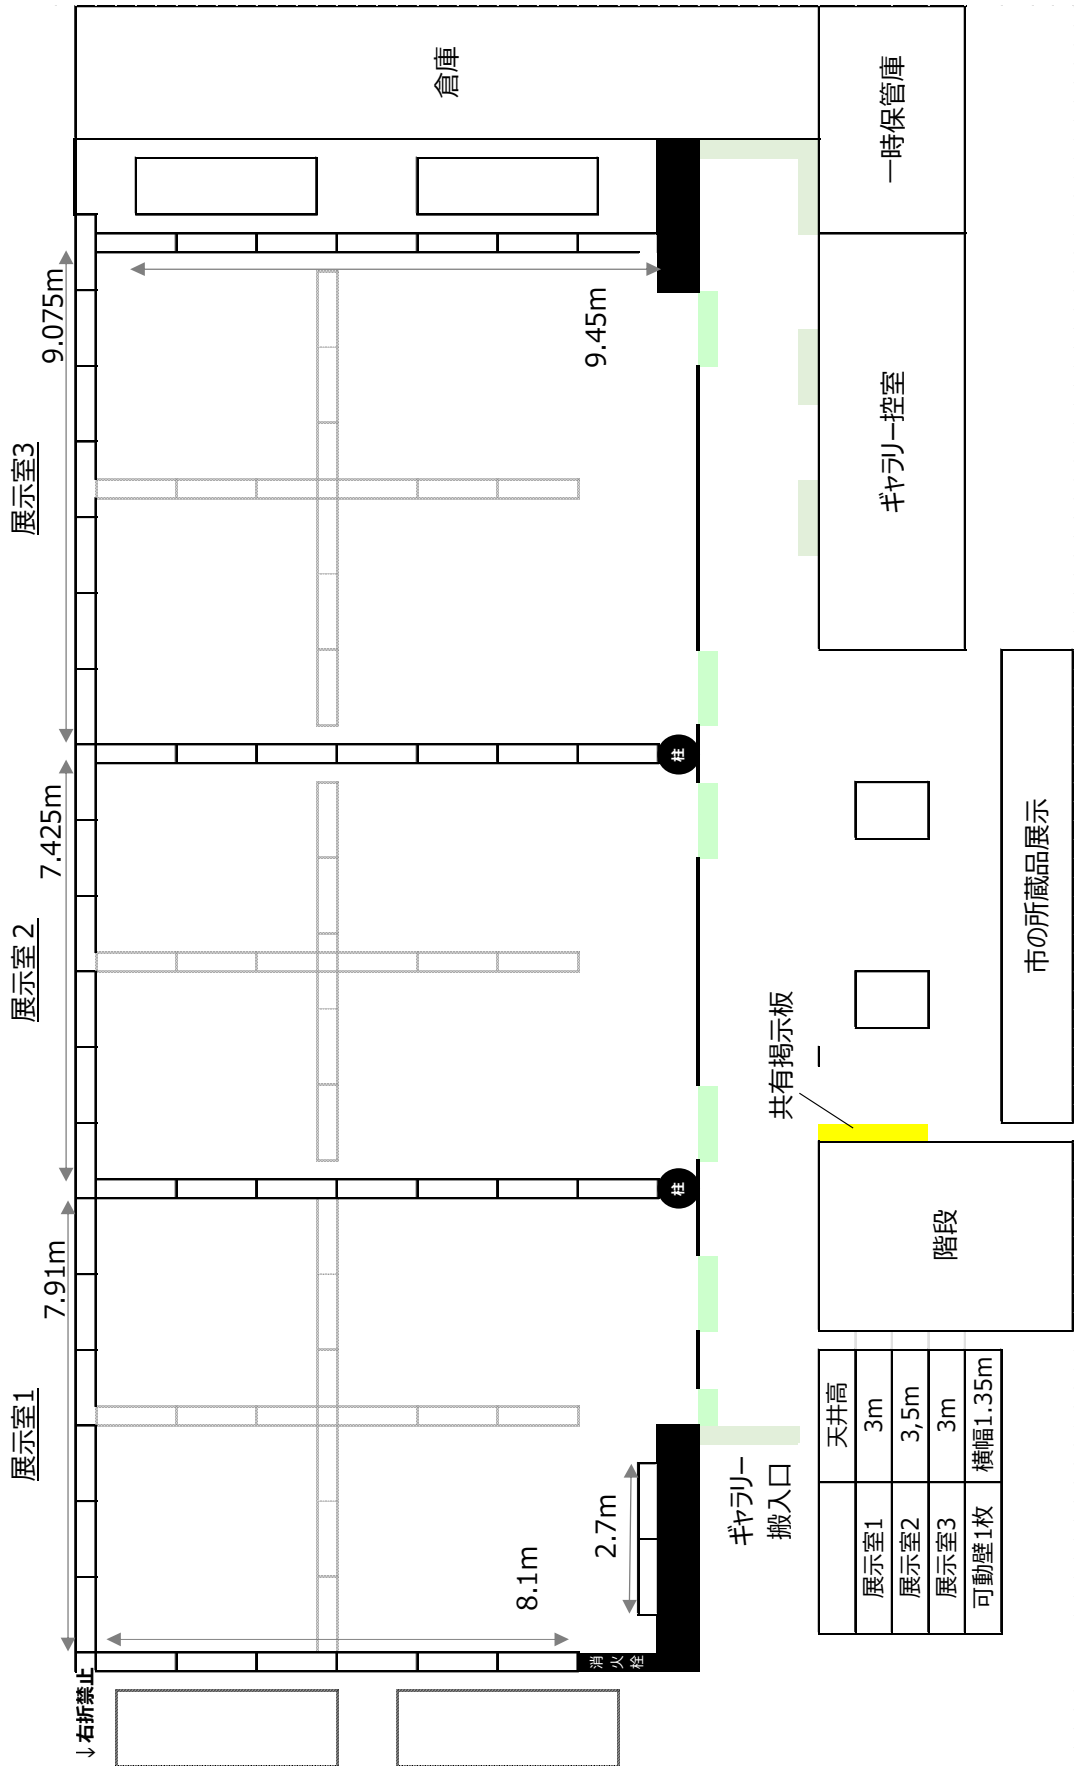 展示室1
展示室２
展示室3
7.91m
7.425m
9.075m
↓右折禁止
8.1m
2.7m
9.45m
消火栓
柱
柱
倉庫
一時保管庫
ギャラリー控室
ギャラリー
搬入口
共有掲示板
市の所蔵品展示
階段
天井高
展示室1 3m
展示室2 3,5m
展示室3 3m
可動壁1枚 横幅1.35m